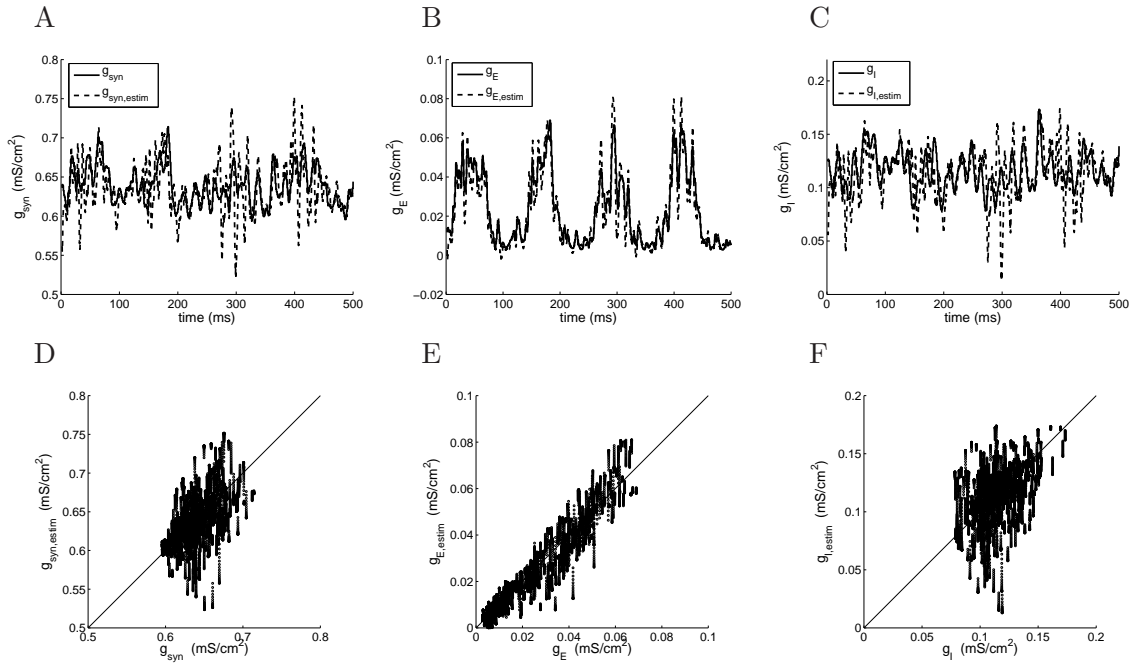 A
B
C
g_syn
g_syn,estim
g_E
g_E,estim
g_I
g_I,estim
0.8
0.75
0.7
0.65
0.6
0.55
0.5
g_syn (mS/cm²)
0 100 200 300 400 500
time (ms)
0.1
0.08
0.06
0.04
0.02
0
−0.02
g_E (mS/cm²)
0 100 200 300 400 500
time (ms)
0.2
0.15
0.1
0.05
0
g_I (mS/cm²)
0 100 200 300 400 500
time (ms)
D
E
F
0.8
0.75
0.7
0.65
0.6
0.55
0.5
g_syn,estim (mS/cm²)
0.5 0.6 0.7 0.8
g_syn (mS/cm²)
0.1
0.08
0.06
0.04
0.02
0
g_E,estim (mS/cm²)
0 0.02 0.04 0.06 0.08 0.1
g_E (mS/cm²)
0.2
0.15
0.1
0.05
0
g_I,estim (mS/cm²)
0 0.05 0.1 0.15 0.2
g_I (mS/cm²)